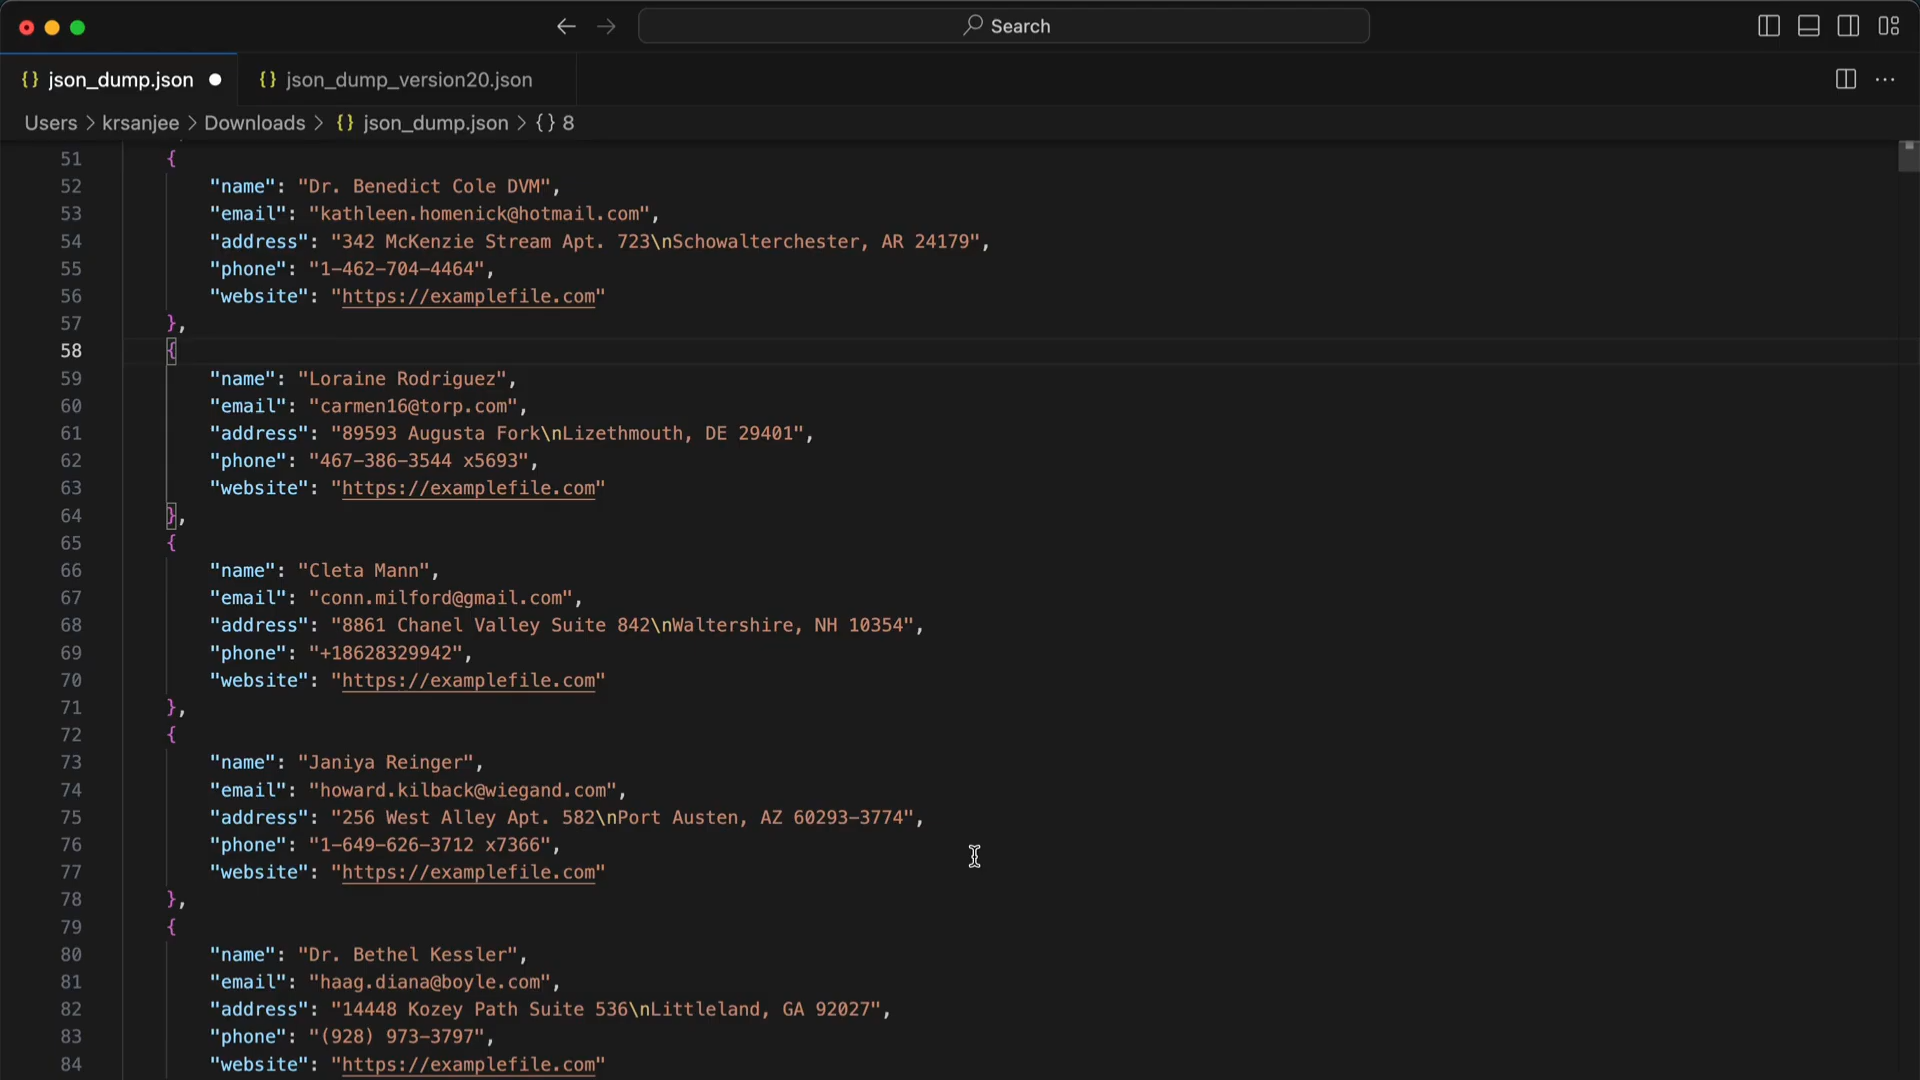 Search
{} json_dump.json
{} json_dump_version20.json
Users > krsanjee > Downloads > {} json_dump.json > {} 8
51 {
52 "name": "Dr. Benedict Cole DVM",
53 "email": "kathleen.homenick@hotmail.com",
54 "address": "342 McKenzie Stream Apt. 723\nSchowalterchester, AR 24179",
55 "phone": "1-462-704-4464",
56 "website": "https://examplefile.com"
57 },
58 {
59 "name": "Loraine Rodriguez",
60 "email": "carmen16@torp.com",
61 "address": "89593 Augusta Fork\nLizethmouth, DE 29401",
62 "phone": "467-386-3544 x5693",
63 "website": "https://examplefile.com"
64 },
65 {
66 "name": "Cleta Mann",
67 "email": "conn.milford@gmail.com",
68 "address": "8861 Chanel Valley Suite 842\nWaltershire, NH 10354",
69 "phone": "+18628329942",
70 "website": "https://examplefile.com"
71 },
72 {
73 "name": "Janiya Reinger",
74 "email": "howard.kilback@wiegand.com",
75 "address": "256 West Alley Apt. 582\nPort Austen, AZ 60293-3774",
76 "phone": "1-649-626-3712 x7366",
77 "website": "https://examplefile.com"
78 },
79 {
80 "name": "Dr. Bethel Kessler",
81 "email": "haag.diana@boyle.com",
82 "address": "14448 Kozey Path Suite 536\nLittleland, GA 92027",
83 "phone": "(928) 973-3797",
84 "website": "https://examplefile.com"